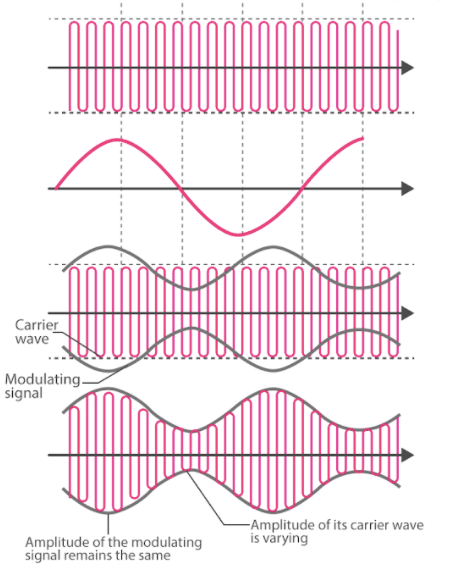 Carrier
wave
Modulating
signal
Amplitude of its carrier wave
is varying
Amplitude of the modulating
signal remains the same